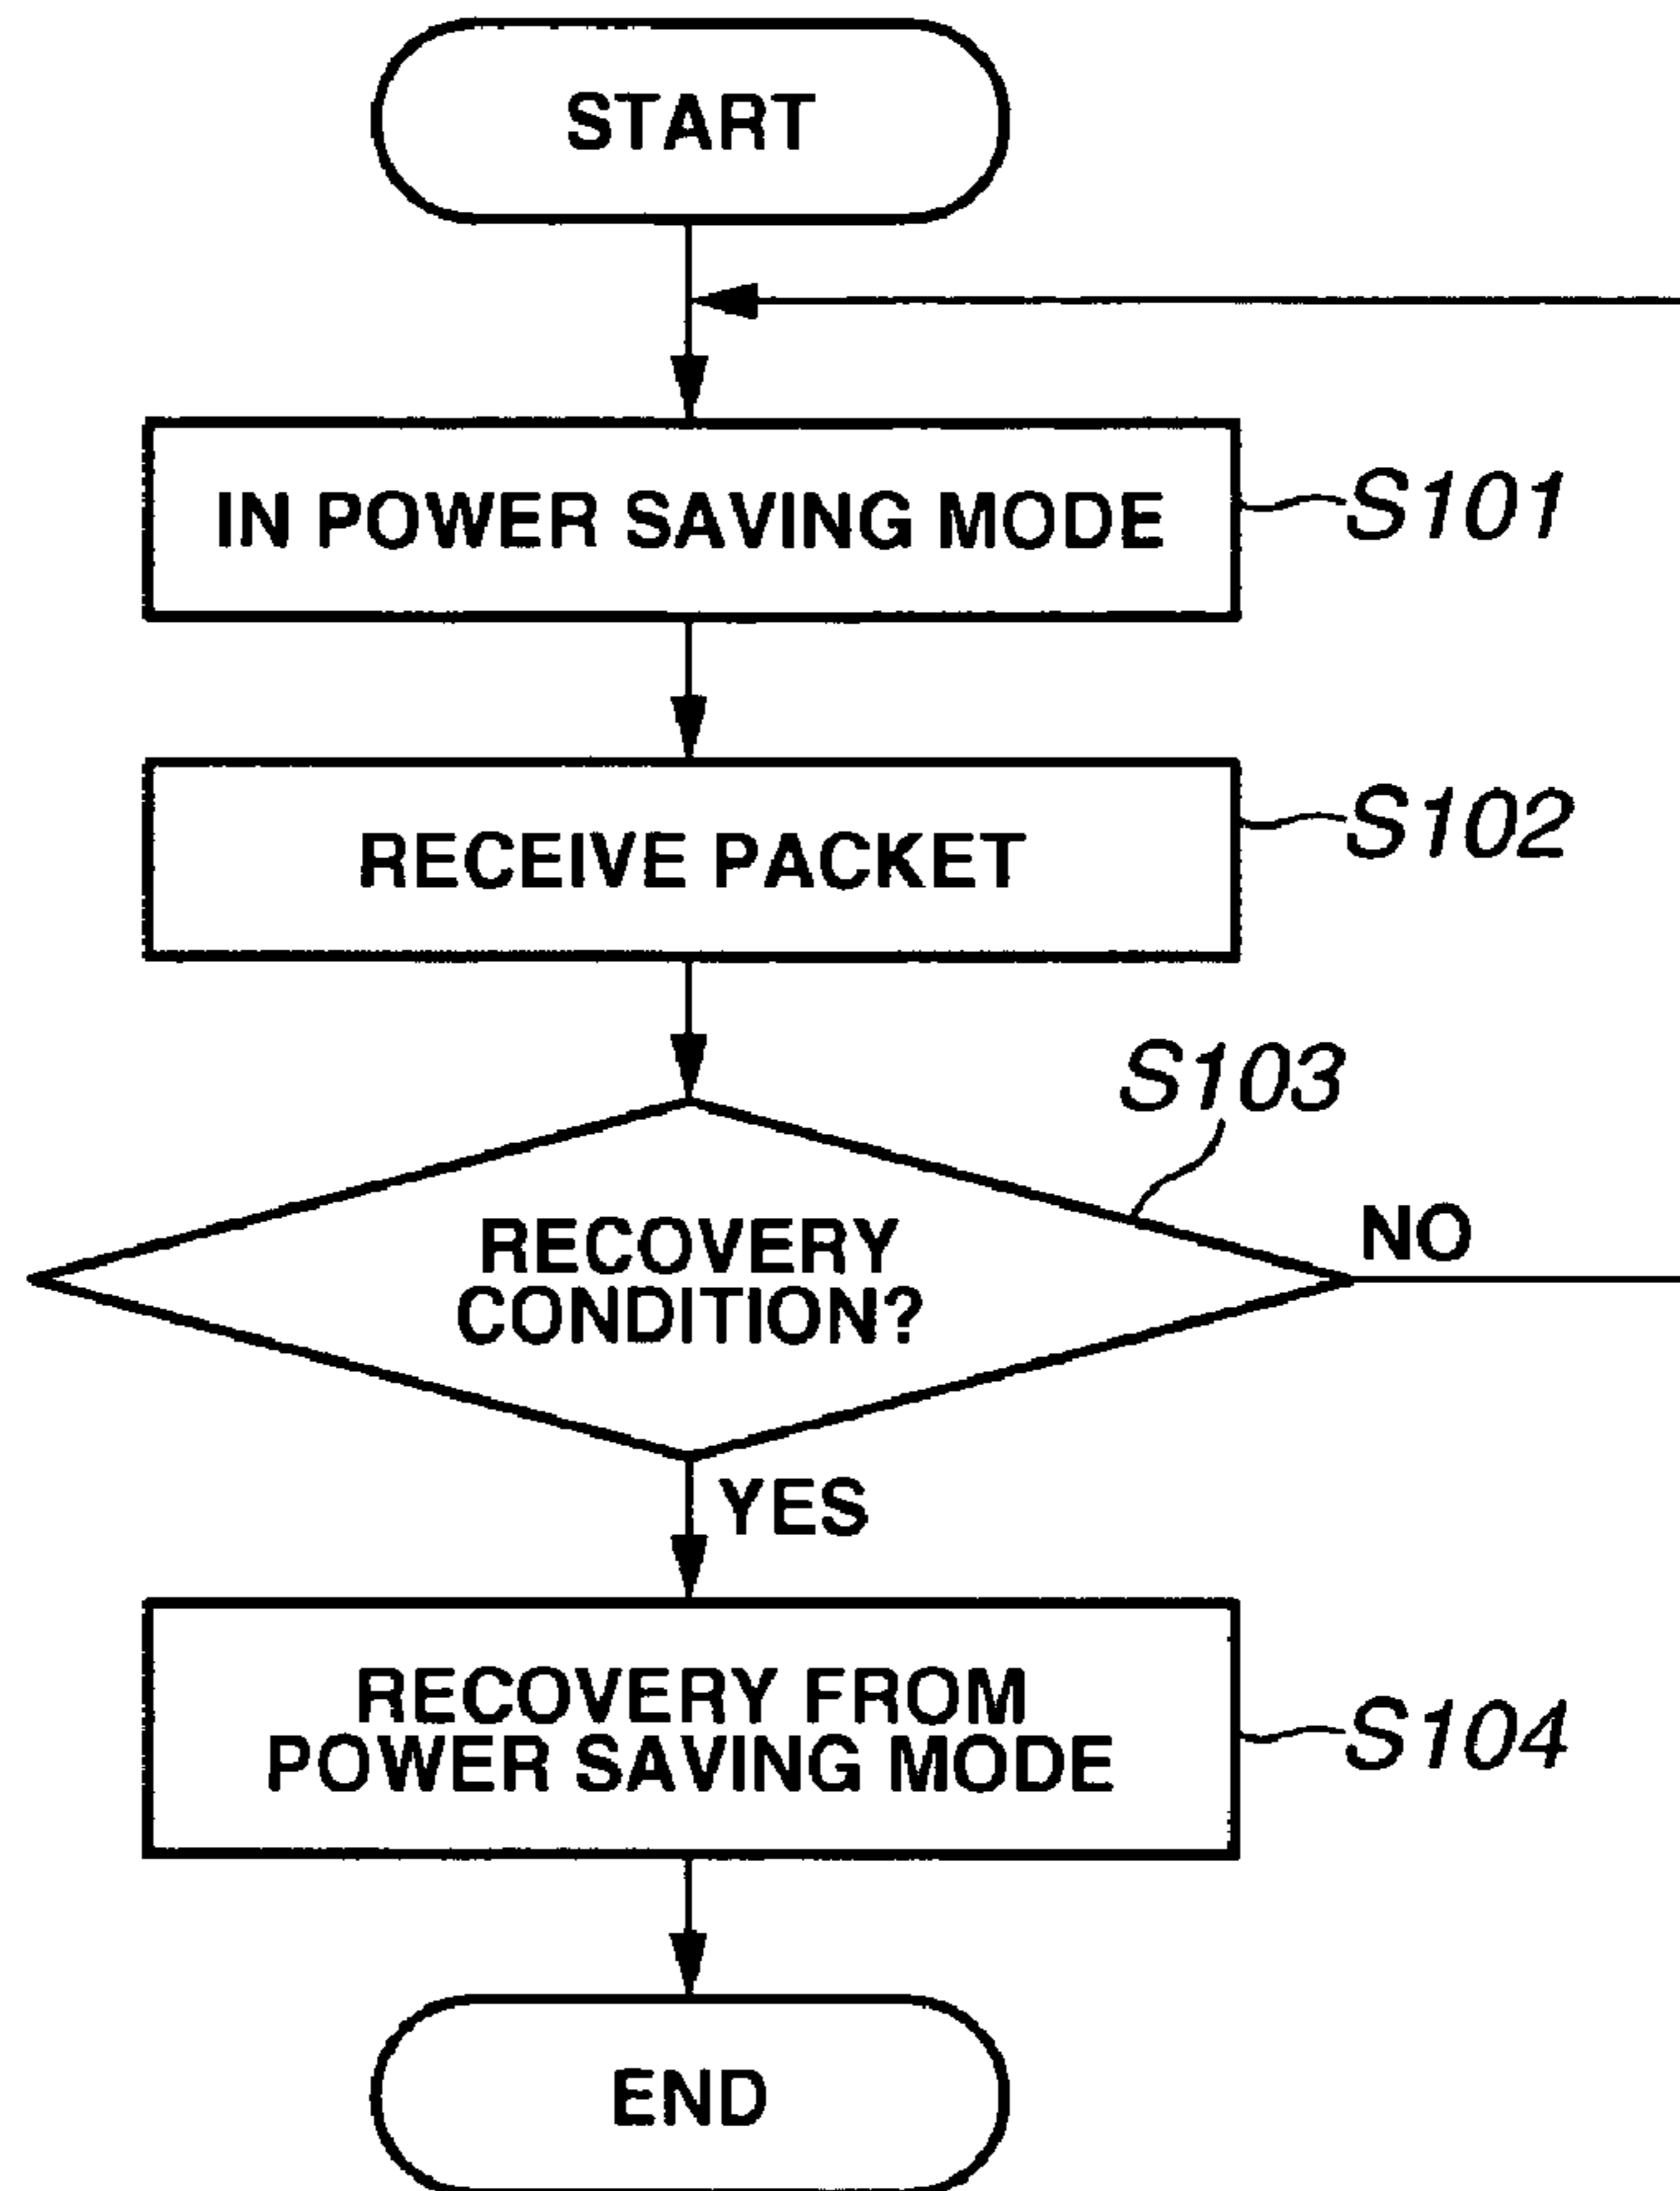 START
IN POWER SAVING MODE
S101
RECEIVE PACKET
S102
S103
RECOVERY
CONDITION?
NO
YES
RECOVERY FROM
POWER SAVING MODE
S104
END